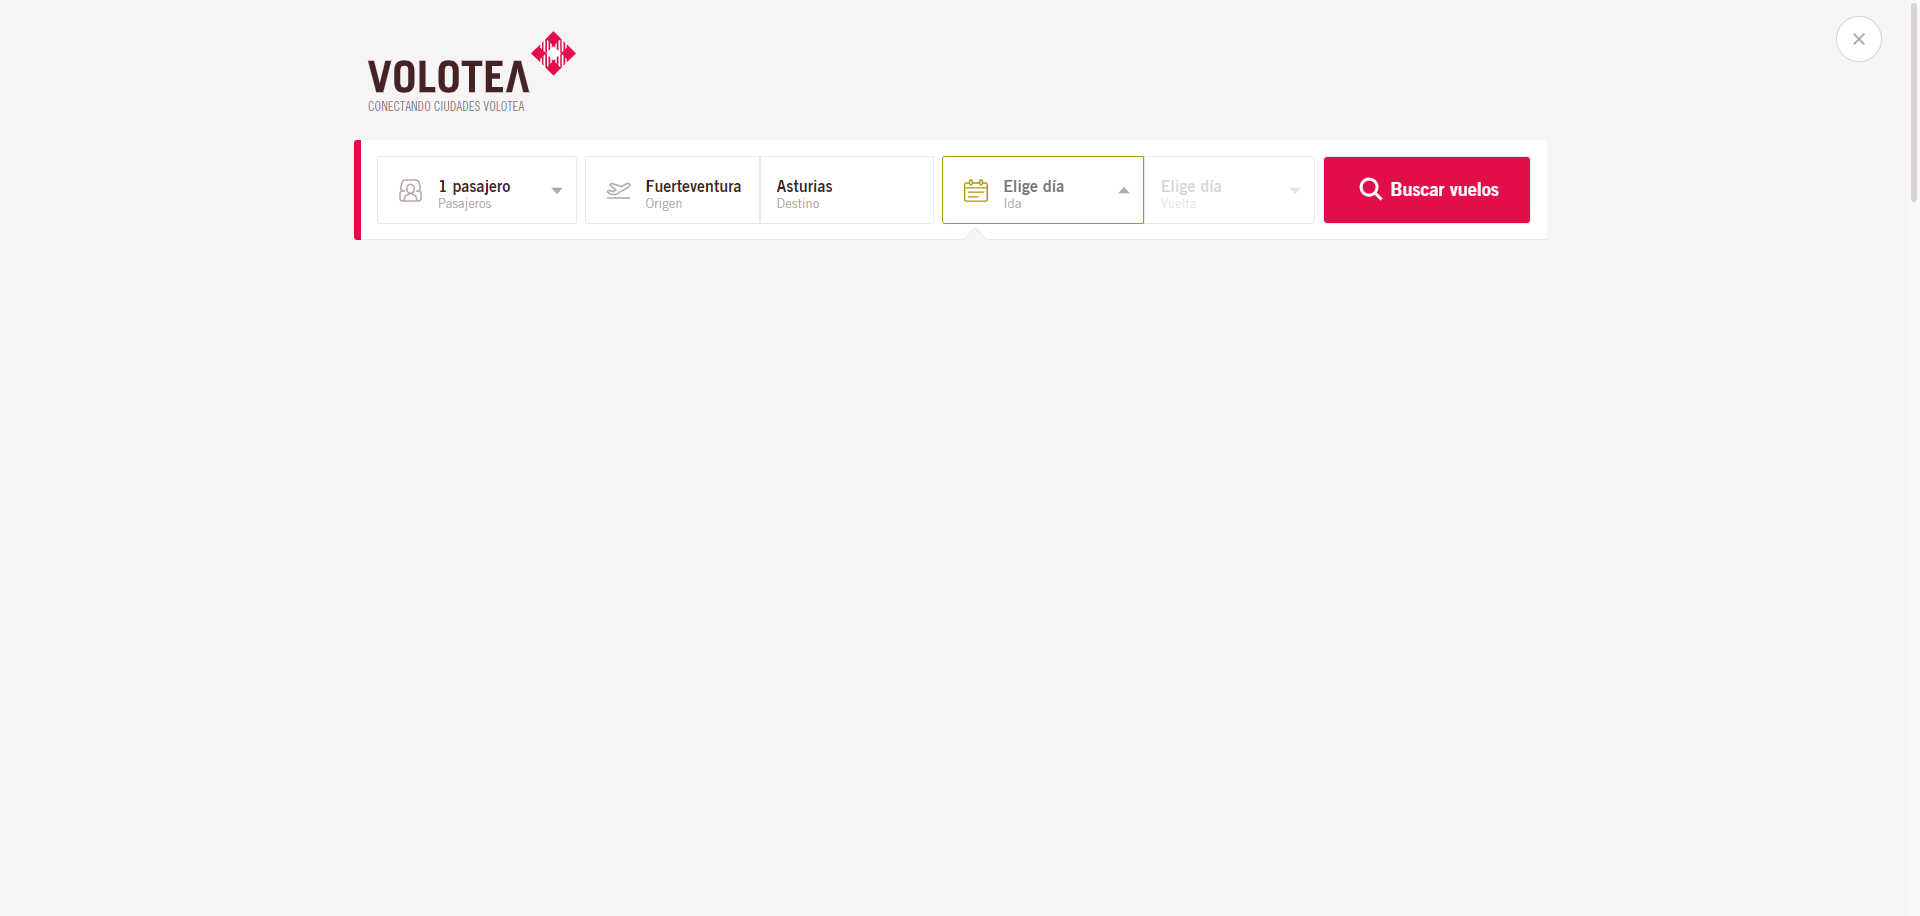 VOLOTEA
CONECTANDO CIUDADES VOLOTEA
1 pasajero
Pasajeros
Fuerteventura
Origen
Asturias
Destino
Elige día
Ida
Elige día
Vuelta
Buscar vuelos